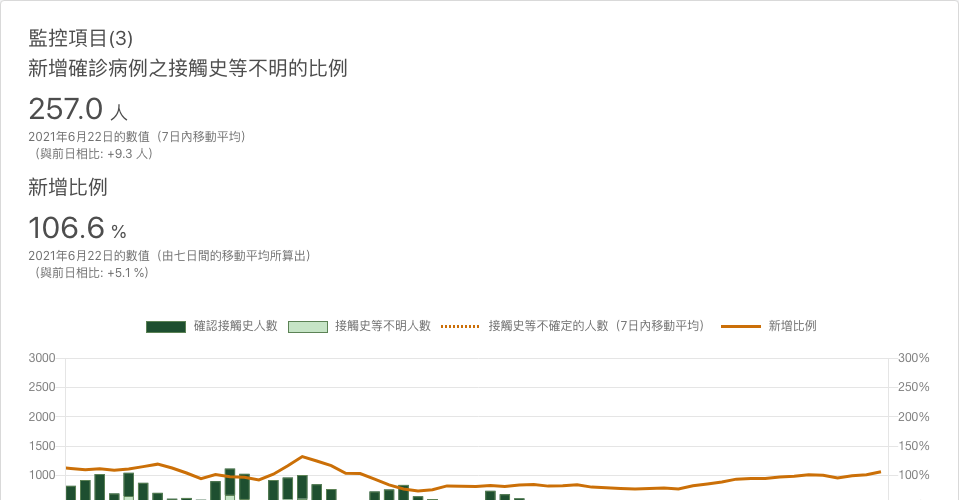 監控項目(3)
新增確診病例之接觸史等不明的比例
257.0 人
2021年6月22日的數值（7日內移動平均）
（與前日相比: +9.3 人）
新增比例
106.6 %
2021年6月22日的數值（由七日間的移動平均所算出）
（與前日相比: +5.1 %）
確認接觸史人數 接觸史等不明人數 接觸史等不確定的人數（7日內移動平均） 新增比例
3000 300%
2500 250%
2000 200%
1500 150%
1000 100%